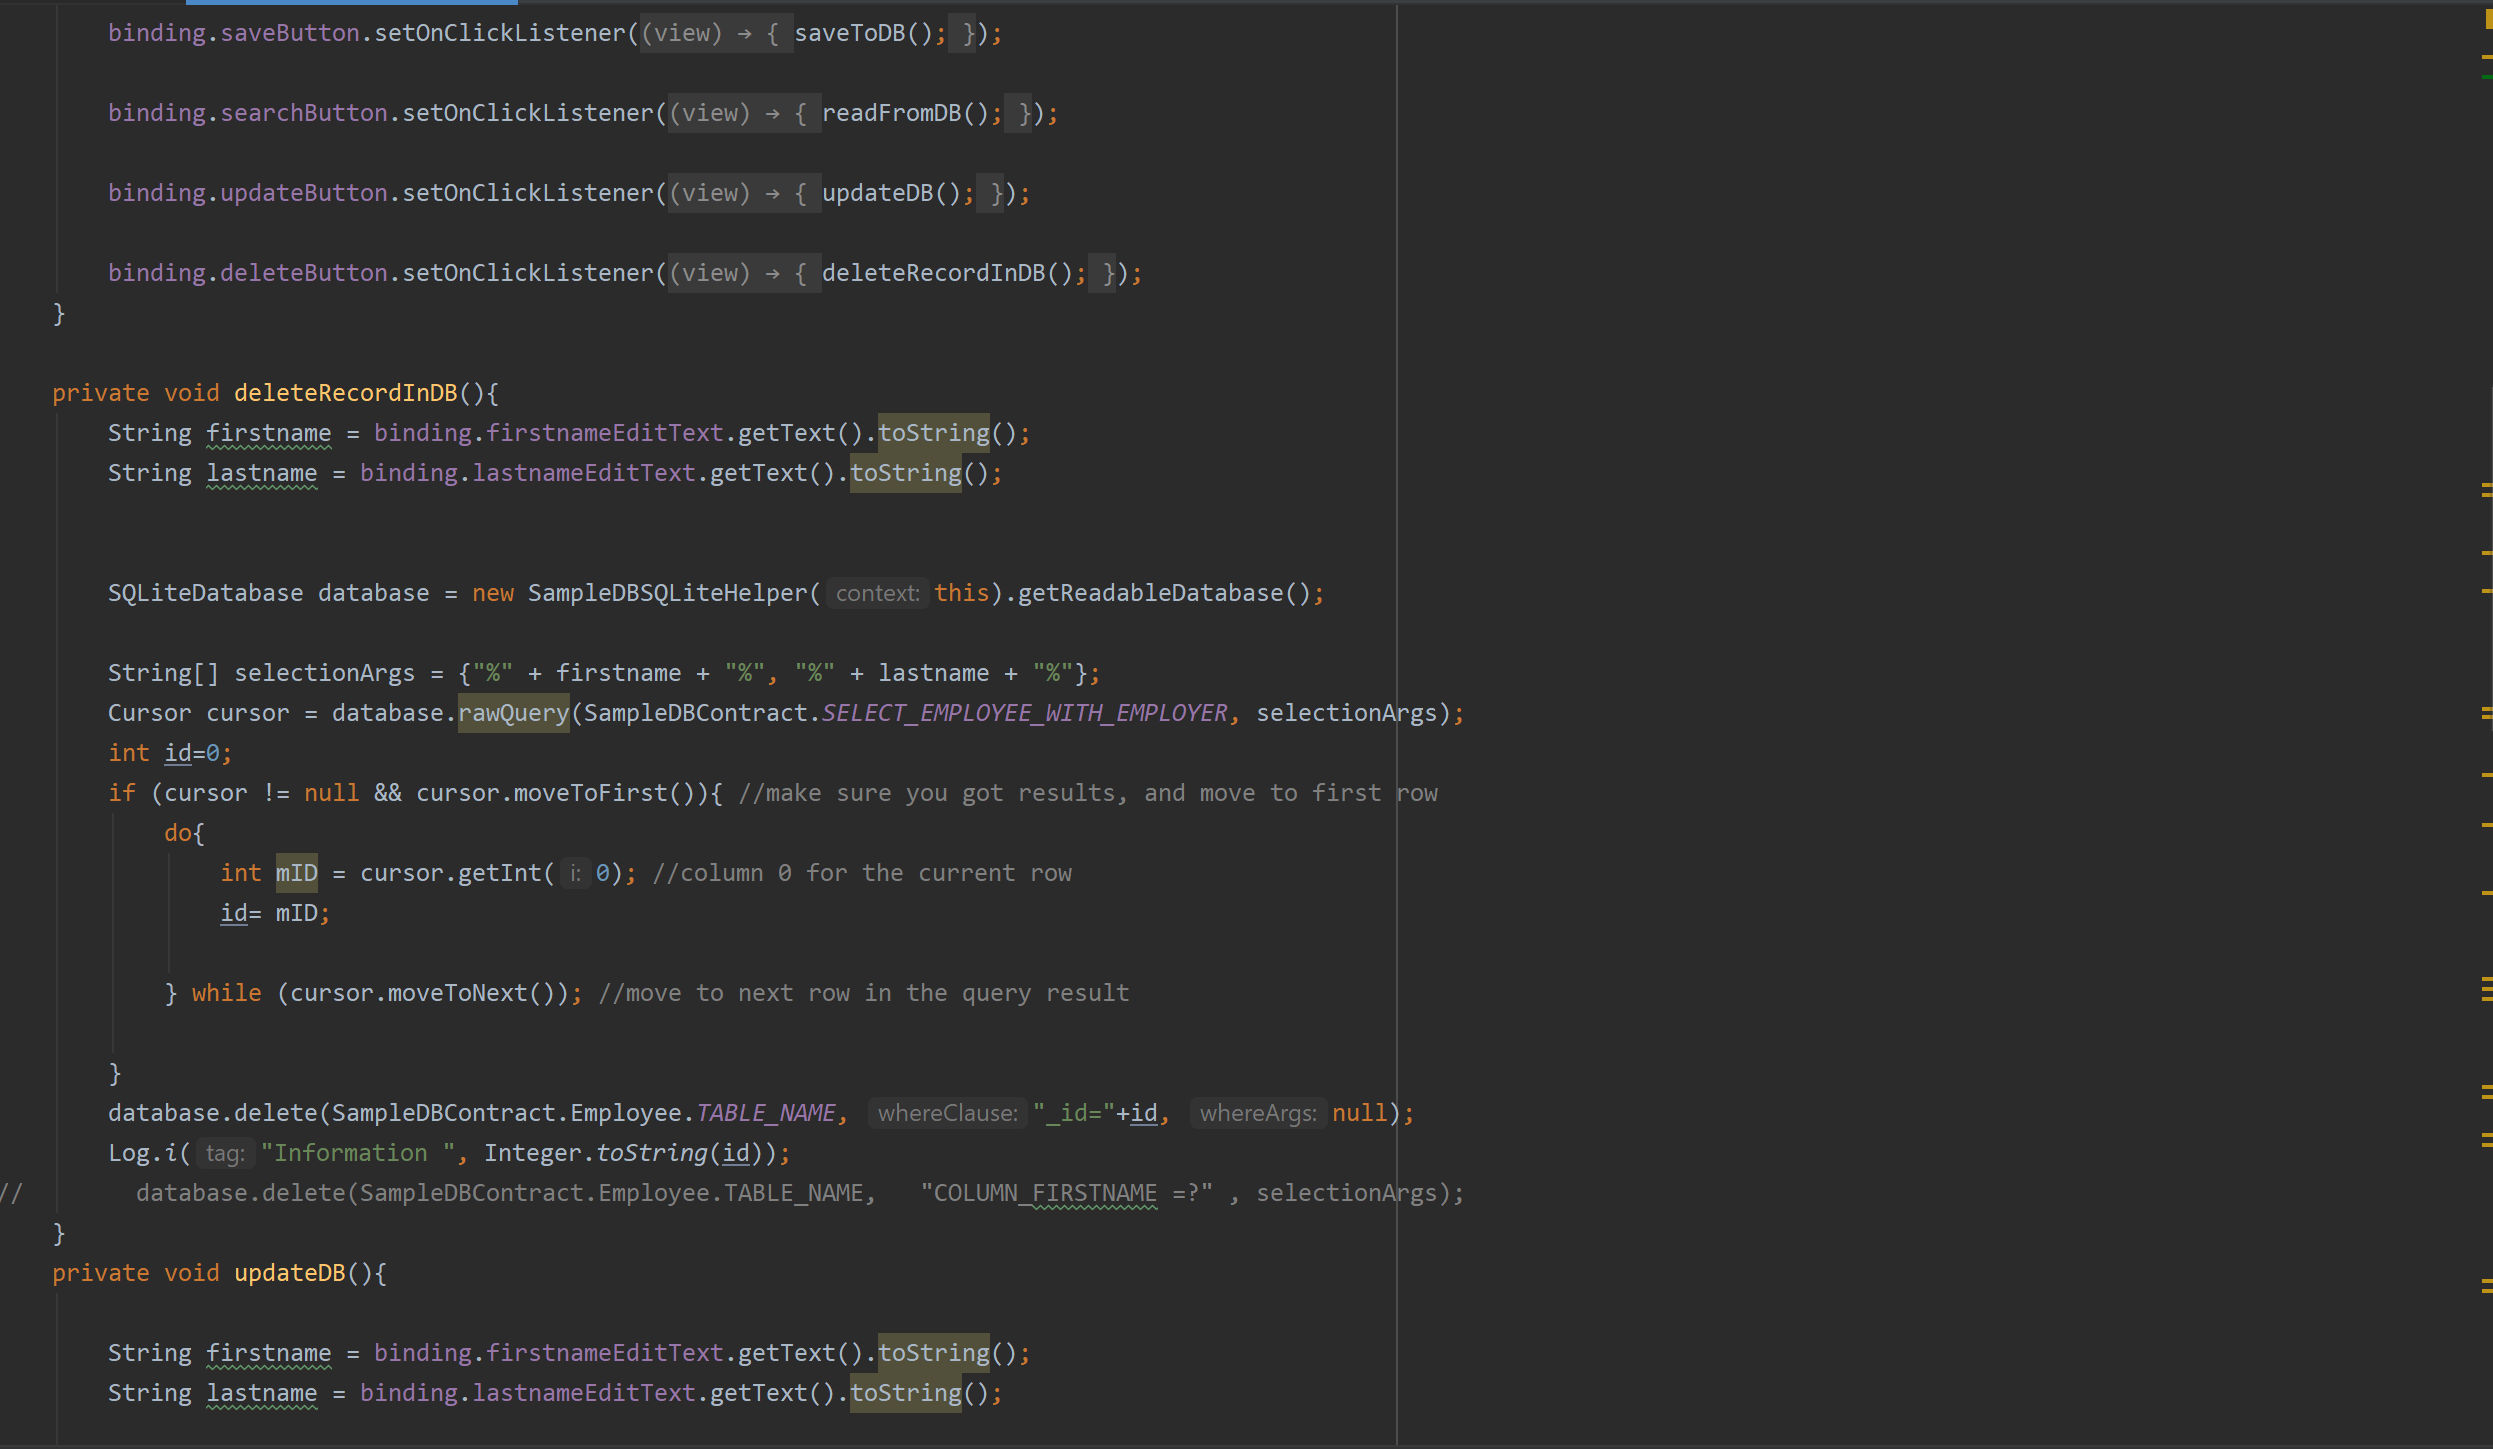 binding.saveButton.setOnClickListener((view) → { saveToDB(); });
binding.searchButton.setOnClickListener((view) → { readFromDB(); });
binding.updateButton.setOnClickListener((view) → { updateDB(); });
binding.deleteButton.setOnClickListener((view) → { deleteRecordInDB(); });
}
private void deleteRecordInDB(){
String firstname = binding.firstnameEditText.getText().toString();
String lastname = binding.lastnameEditText.getText().toString();
SQLiteDatabase database = new SampleDBSQLiteHelper( context: this).getReadableDatabase();
String[] selectionArgs = {"%" + firstname + "%", "%" + lastname + "%"};
Cursor cursor = database.rawQuery(SampleDBContract.SELECT_EMPLOYEE_WITH_EMPLOYER, selectionArgs);
int id=0;
if (cursor != null && cursor.moveToFirst()){ //make sure you got results, and move to first row
do{
int mID = cursor.getInt( i: 0); //column 0 for the current row
id= mID;
} while (cursor.moveToNext()); //move to next row in the query result
}
database.delete(SampleDBContract.Employee.TABLE_NAME, whereClause: "_id="+id, whereArgs: null);
Log.i( tag: "Information ", Integer.toString(id));
// database.delete(SampleDBContract.Employee.TABLE_NAME, "COLUMN_FIRSTNAME =?" , selectionArgs);
}
private void updateDB(){
String firstname = binding.firstnameEditText.getText().toString();
String lastname = binding.lastnameEditText.getText().toString();